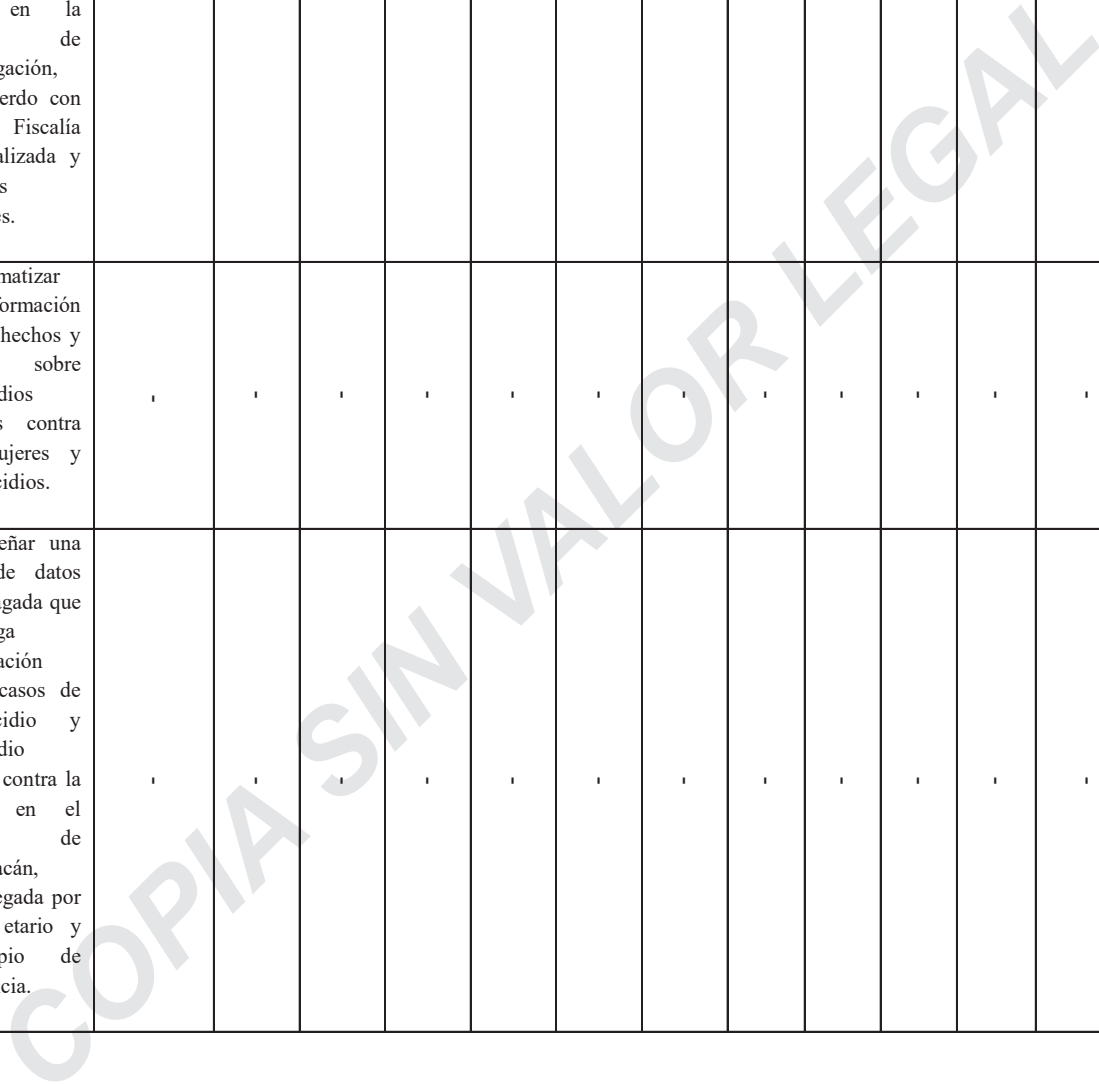 en la
de
gación,
erdo con
Fiscalía
alizada y
s
es.
matizar
formación
hechos y
sobre
dios
s contra
ujeres y
cidios.
eñar una
de datos
agada que
ga
ación
casos de
cidio y
dio
contra la
en el
de
acán,
egada por
etario y
pio de
cia.
COPIA SIN VALOR LEGAL